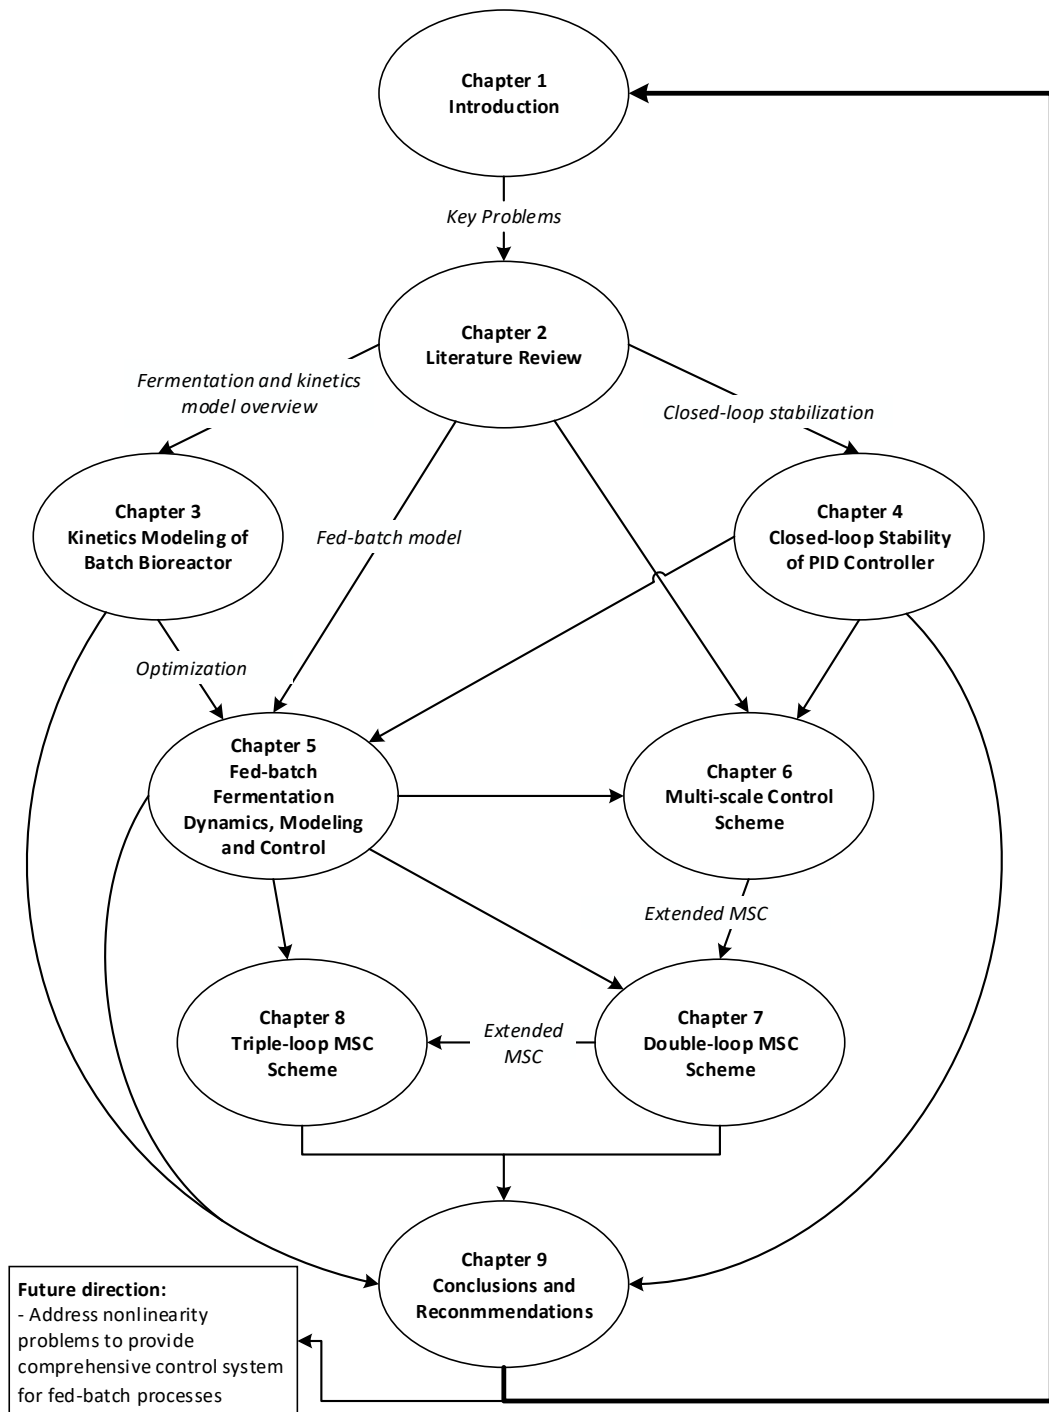 Chapter 1
Introduction
Key Problems
Chapter 2
Literature Review
Fermentation and kinetics
model overview
Closed-loop stabilization
Chapter 3
Kinetics Modeling of
Batch Bioreactor
Fed-batch model
Chapter 4
Closed-loop Stability
of PID Controller
Optimization
Chapter 5
Fed-batch
Fermentation
Dynamics, Modeling
and Control
Chapter 6
Multi-scale Control
Scheme
Extended MSC
Chapter 8
Triple-loop MSC
Scheme
Extended
MSC
Chapter 7
Double-loop MSC
Scheme
Chapter 9
Conclusions and
Recommmendations
Future direction:
- Address nonlinearity
problems to provide
comprehensive control system
for fed-batch processes